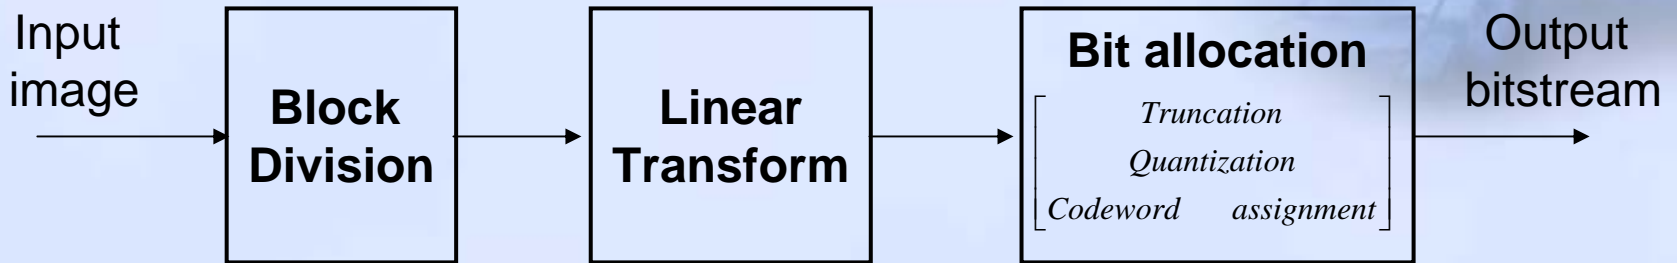 Input
image
Block
Division
Linear
Transform
Bit allocation
Truncation
Quantization
Codeword assignment
Output
bitstream